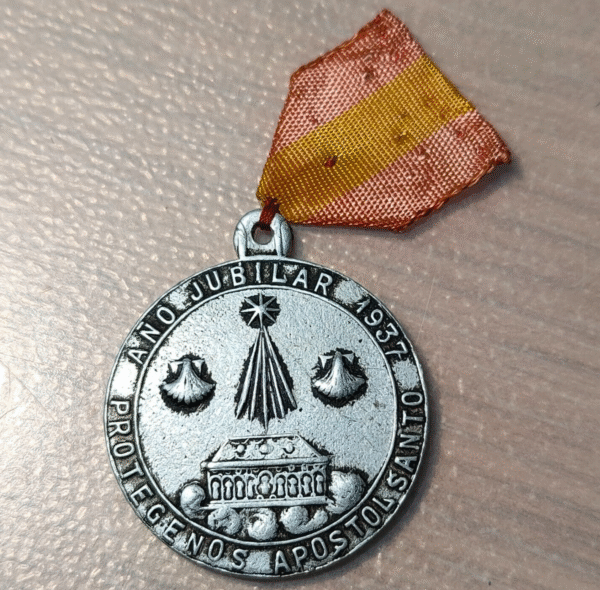 AÑO JUBILAR 1937
PROTEGENOS APOSTOL SANTO